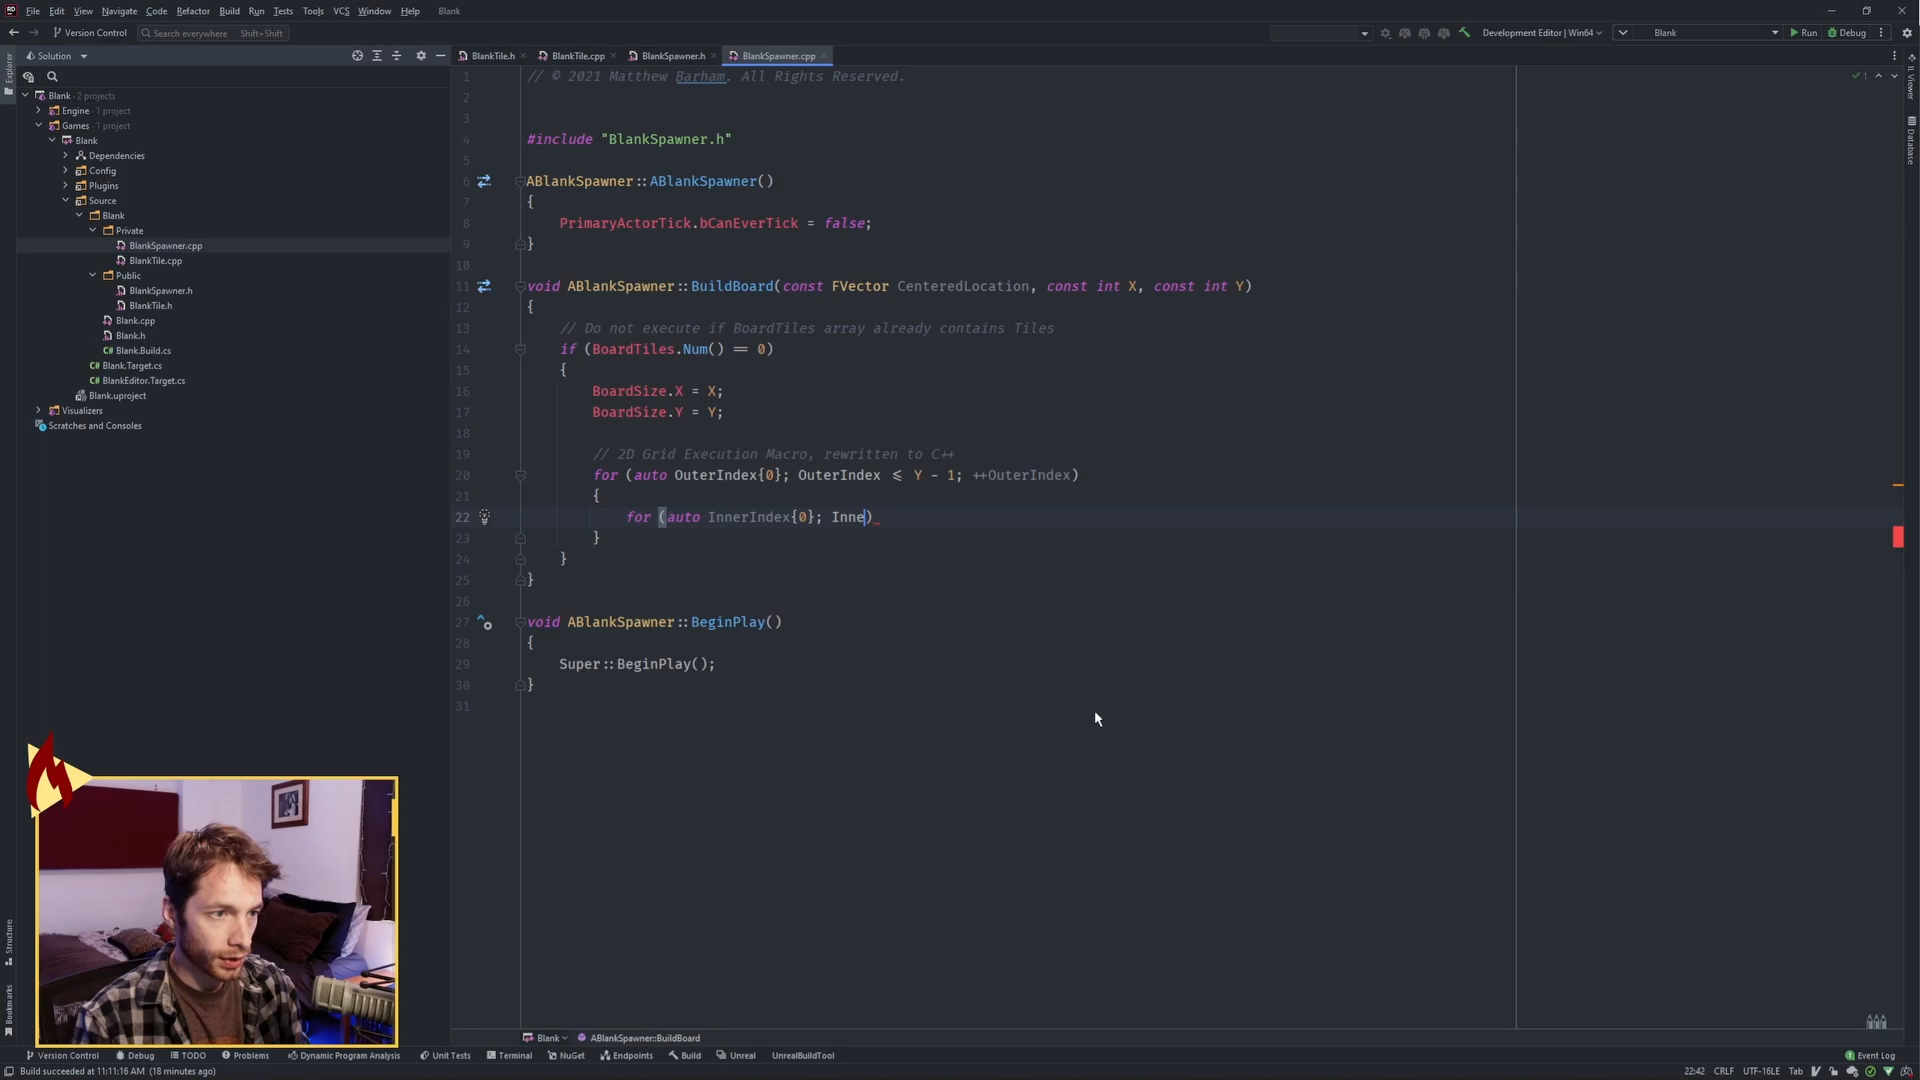 File Edit View Navigate Code Refactor Build Run Tests Tools VCS Window Help Blank
Version Control Search everywhere Shift+Shift Development Editor | Win64 Blank Run Debug
Solution
BlankTile.h BlankTile.cpp BlankSpawner.h BlankSpawner.cpp
Explorer
Blank · 2 projects
Engine · 1 project
Games · 1 project
Blank
Dependencies
Config
Plugins
Source
Blank
Private
BlankSpawner.cpp
BlankTile.cpp
Public
BlankSpawner.h
BlankTile.h
Blank.cpp
Blank.h
Blank.Build.cs
Blank.Target.cs
BlankEditor.Target.cs
Blank.uproject
Visualizers
Scratches and Consoles
Structure
Bookmarks
1 // © 2021 Matthew Barham. All Rights Reserved.
2
3
4 #include "BlankSpawner.h"
5
6 ABlankSpawner::ABlankSpawner()
7 {
8 PrimaryActorTick.bCanEverTick = false;
9 }
10
11 void ABlankSpawner::BuildBoard(const FVector CenteredLocation, const int X, const int Y)
12 {
13 // Do not execute if BoardTiles array already contains Tiles
14 if (BoardTiles.Num() == 0)
15 {
16 BoardSize.X = X;
17 BoardSize.Y = Y;
18
19 // 2D Grid Execution Macro, rewritten to C++
20 for (auto OuterIndex{0}; OuterIndex <= Y - 1; ++OuterIndex)
21 {
22 for (auto InnerIndex{0}; Inne)
23 }
24 }
25 }
26
27 void ABlankSpawner::BeginPlay()
28 {
29 Super::BeginPlay();
30 }
31
1
IL Viewer
Database
Blank ABlankSpawner::BuildBoard
Version Control Debug TODO Problems Dynamic Program Analysis Unit Tests Terminal NuGet Endpoints Build Unreal UnrealBuildTool 1 Event Log
Build succeeded at 11:11:16 AM (18 minutes ago) 22:42 CRLF UTF-16LE Tab